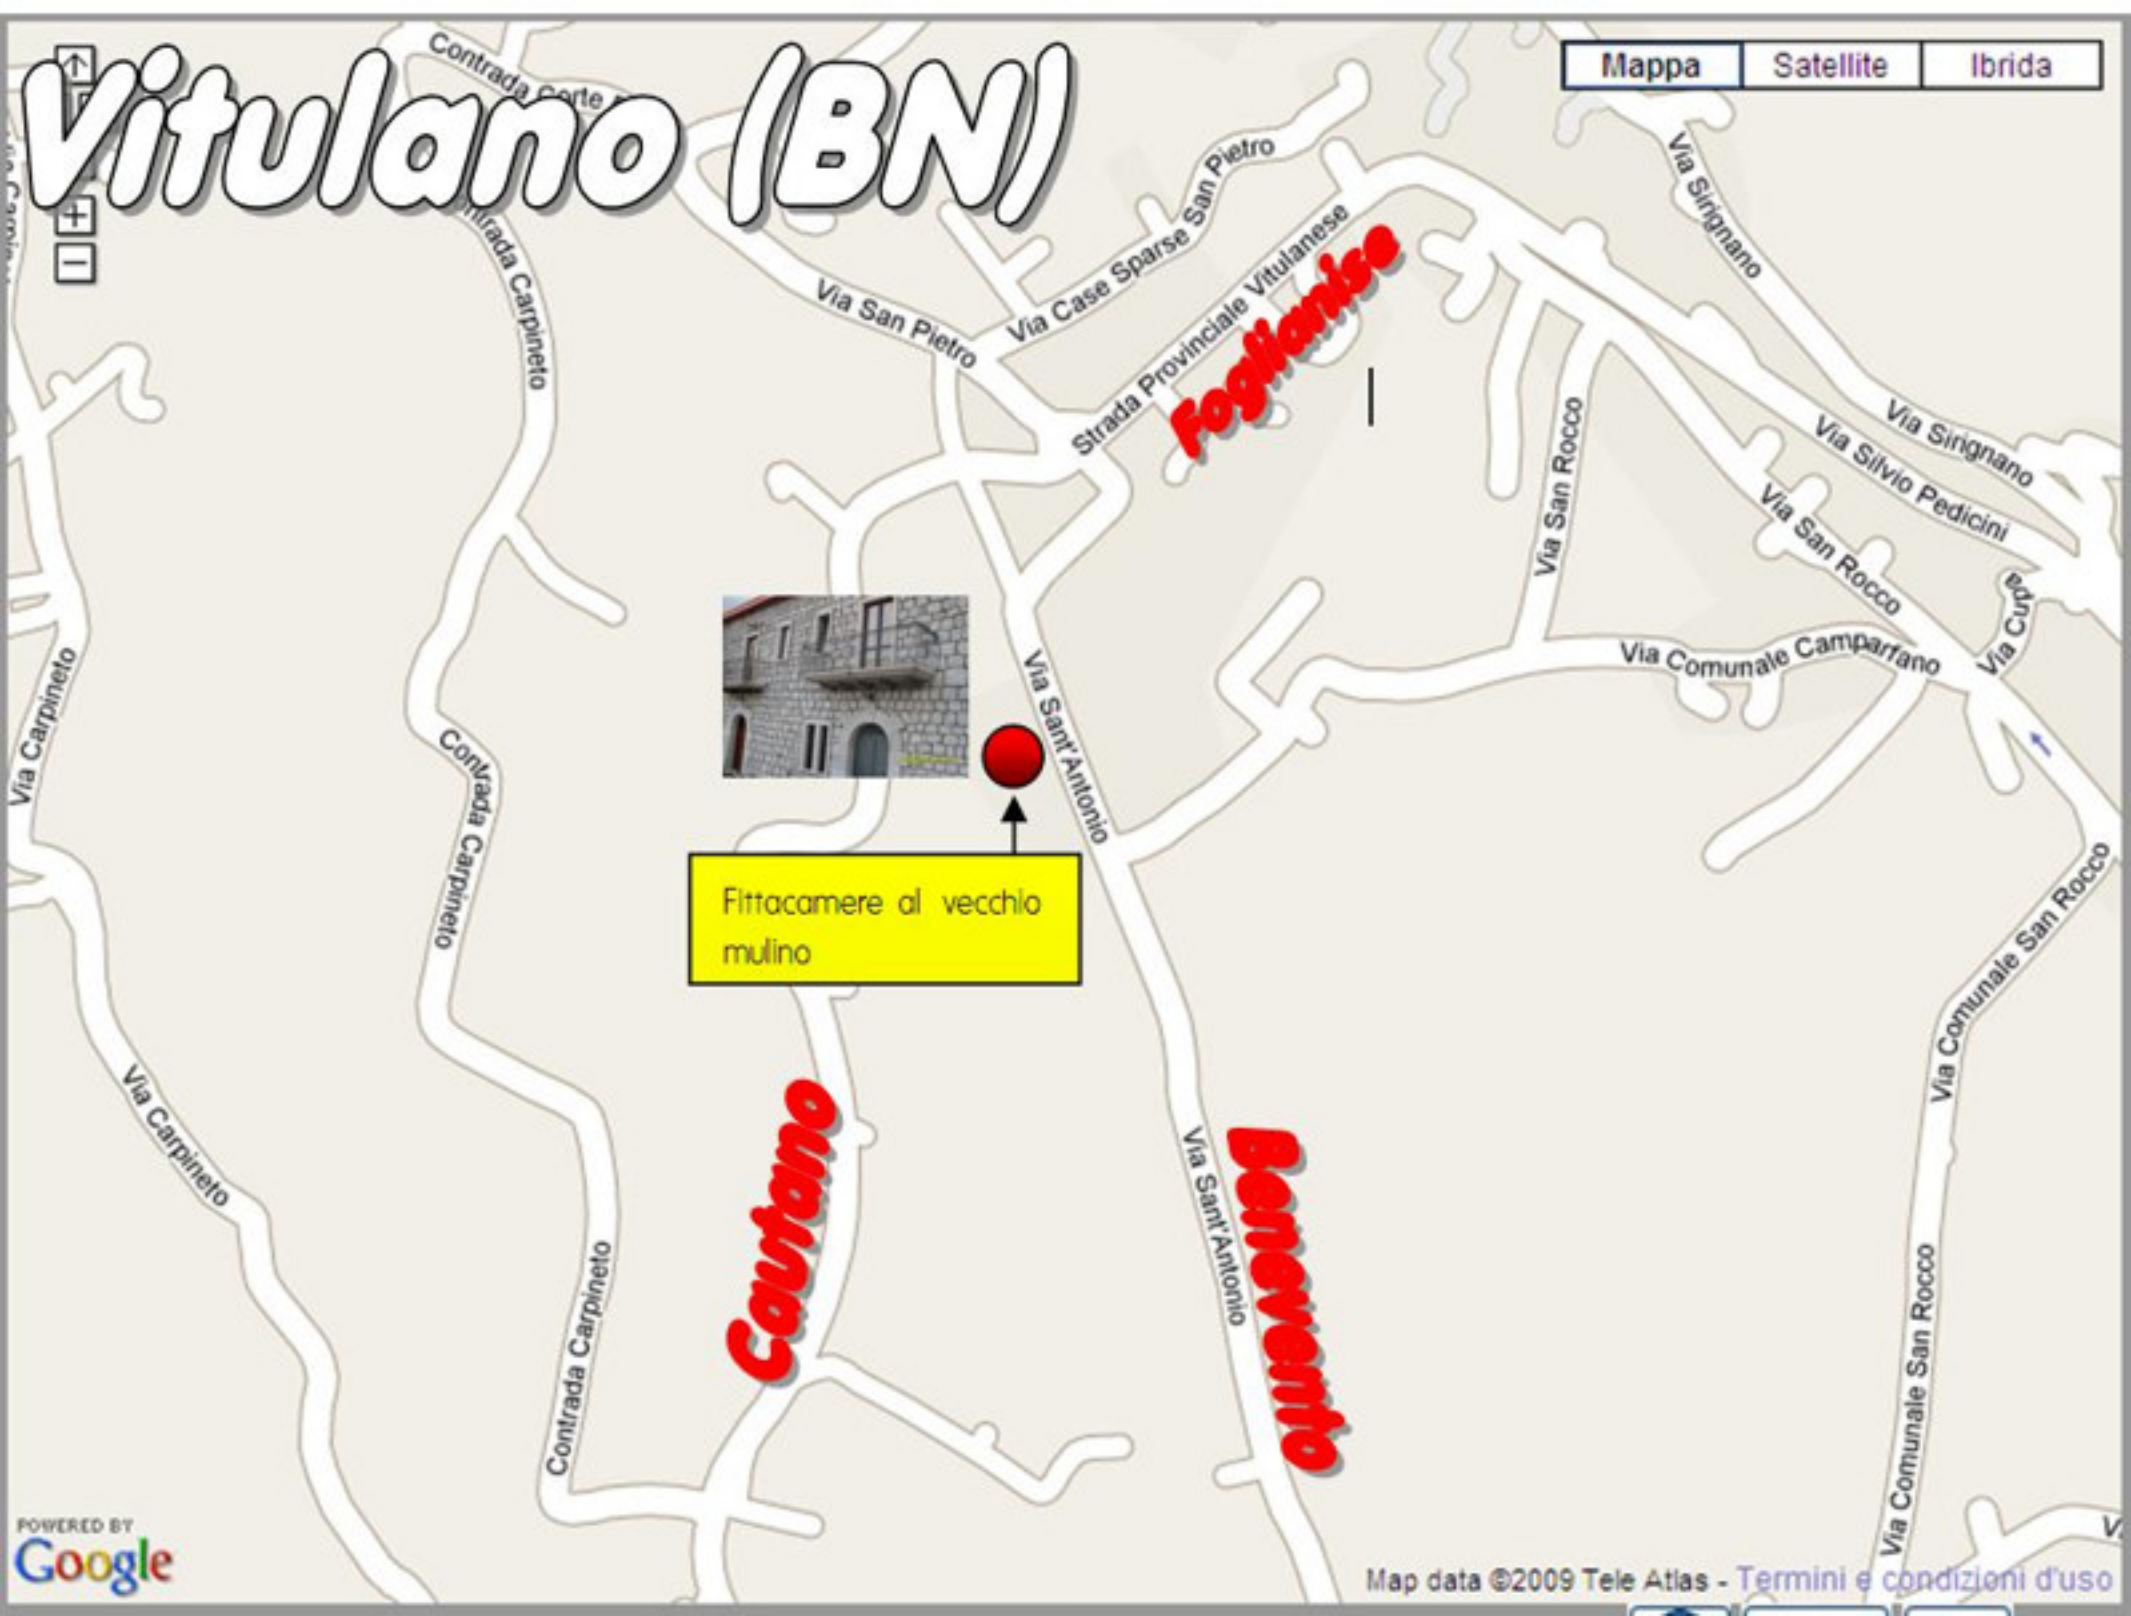 Vitulano (BN)
Mappa
Satellite
Ibrida
Contrada Corte
Contrada Carpineto
Via San Pietro
Via Case Sparse San Pietro
Strada Provinciale Vitulanese
Foglianise
Via Sirignano
Via Sirignano
Via Silvio Pedicini
Via San Rocco
Via San Rocco
Via Cupa
Via Comunale Camparfano
Via Carpineto
Contrada Carpineto
Via Sant'Antonio
Fittacamere al vecchio
mulino
Via Comunale San Rocco
Via Carpineto
Cautano
Via Sant'Antonio
Benevento
Contrada Carpineto
Via Comunale San Rocco
POWERED BY
Google
Map data ©2009 Tele Atlas - Termini e condizioni d'uso